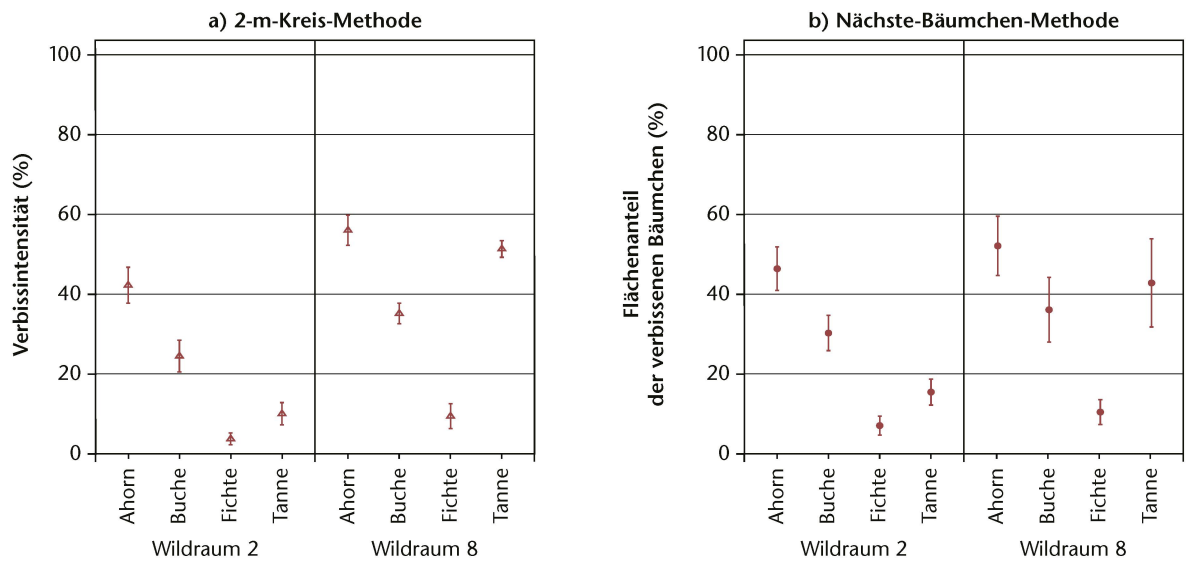 a) 2-m-Kreis-Methode
Verbissintensität (%)
100
80
60
40
20
0
Ahorn
Buche
Fichte
Tanne
Ahorn
Buche
Fichte
Tanne
Wildraum 2
Wildraum 8
b) Nächste-Bäumchen-Methode
Flächenanteil
der verbissenen Bäumchen (%)
100
80
60
40
20
0
Ahorn
Buche
Fichte
Tanne
Ahorn
Buche
Fichte
Tanne
Wildraum 2
Wildraum 8